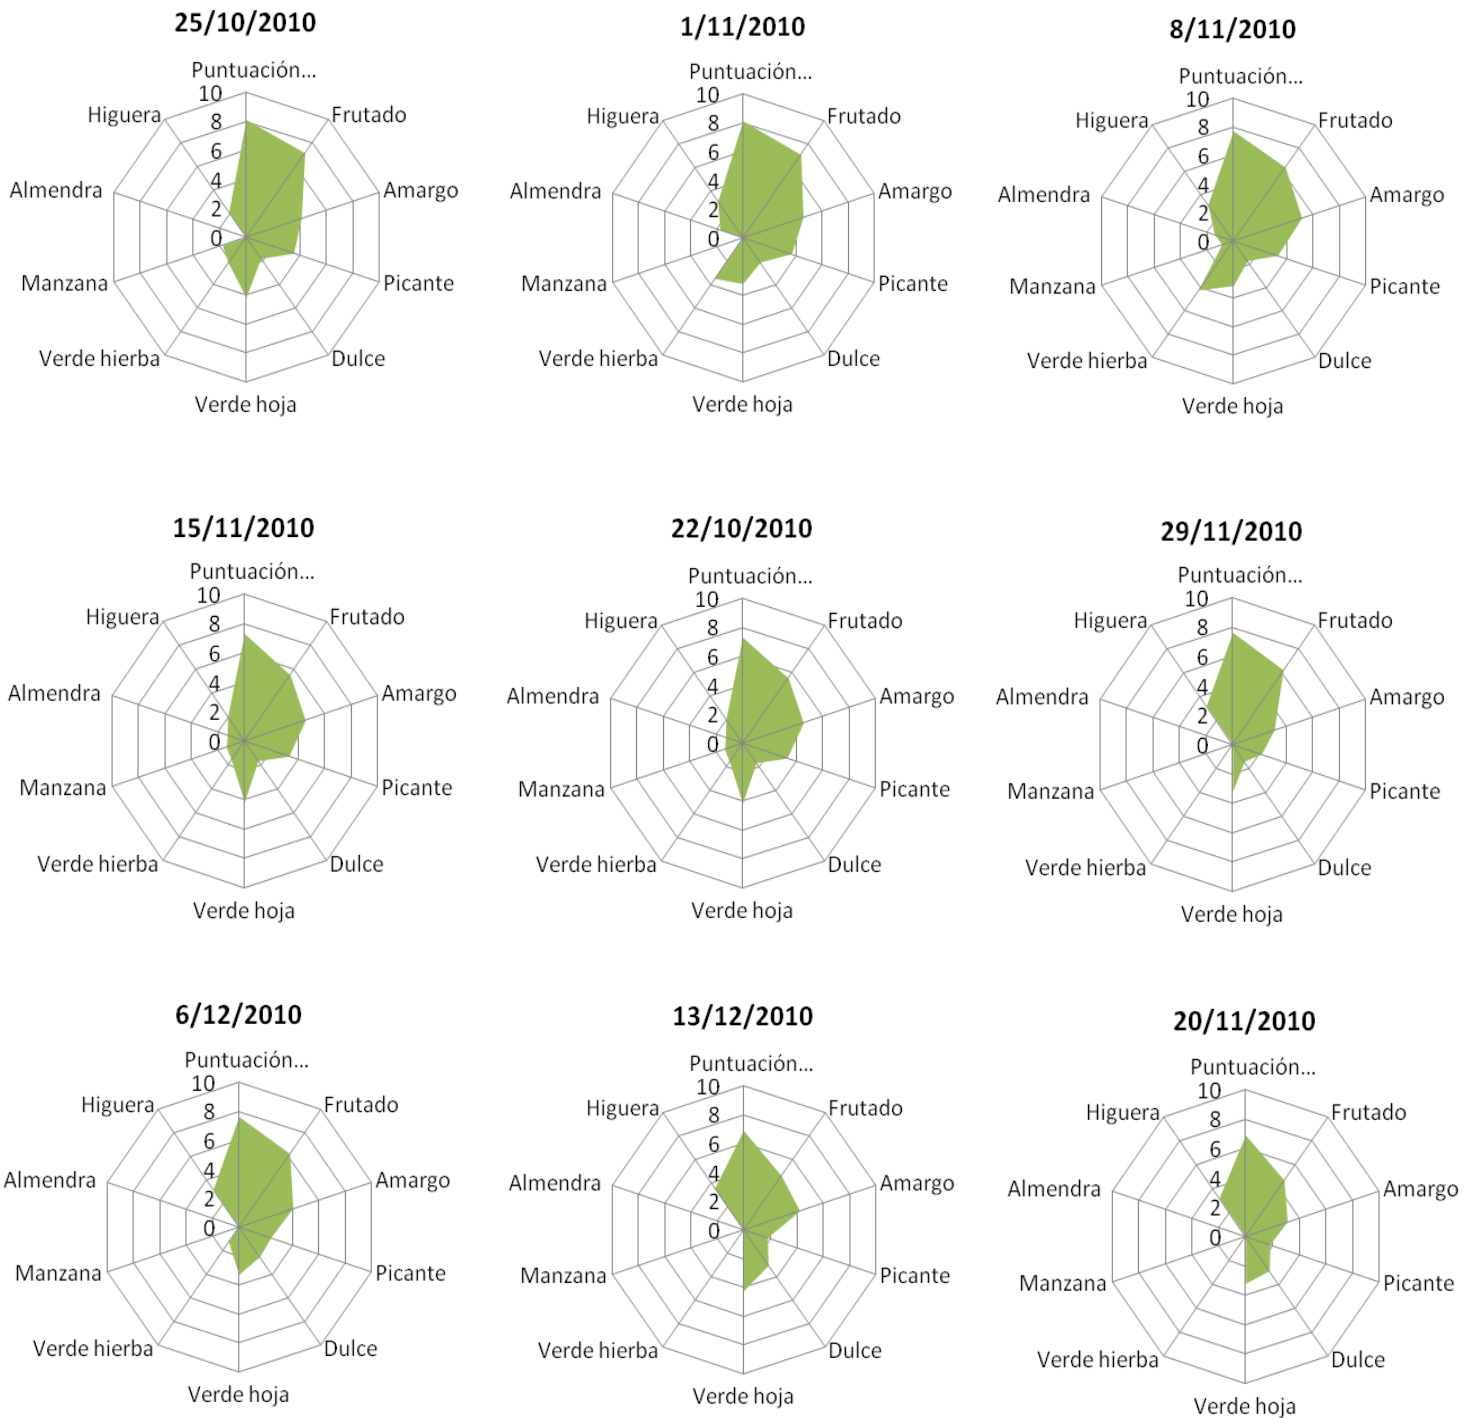 25/10/2010
Puntuación...
Frutado
Amargo
Picante
Dulce
Verde hoja
Verde hierba
Manzana
Almendra
Higuera
10
8
6
4
2
0
1/11/2010
Puntuación...
Frutado
Amargo
Picante
Dulce
Verde hoja
Verde hierba
Manzana
Almendra
Higuera
10
8
6
4
2
0
8/11/2010
Puntuación...
Frutado
Amargo
Picante
Dulce
Verde hoja
Verde hierba
Manzana
Almendra
Higuera
10
8
6
4
2
0
15/11/2010
Puntuación...
Frutado
Amargo
Picante
Dulce
Verde hoja
Verde hierba
Manzana
Almendra
Higuera
10
8
6
4
2
0
22/10/2010
Puntuación...
Frutado
Amargo
Picante
Dulce
Verde hoja
Verde hierba
Manzana
Almendra
Higuera
10
8
6
4
2
0
29/11/2010
Puntuación...
Frutado
Amargo
Picante
Dulce
Verde hoja
Verde hierba
Manzana
Almendra
Higuera
10
8
6
4
2
0
6/12/2010
Puntuación...
Frutado
Amargo
Picante
Dulce
Verde hoja
Verde hierba
Manzana
Almendra
Higuera
10
8
6
4
2
0
13/12/2010
Puntuación...
Frutado
Amargo
Picante
Dulce
Verde hoja
Verde hierba
Manzana
Almendra
Higuera
10
8
6
4
2
0
20/11/2010
Puntuación...
Frutado
Amargo
Picante
Dulce
Verde hoja
Verde hierba
Manzana
Almendra
Higuera
10
8
6
4
2
0